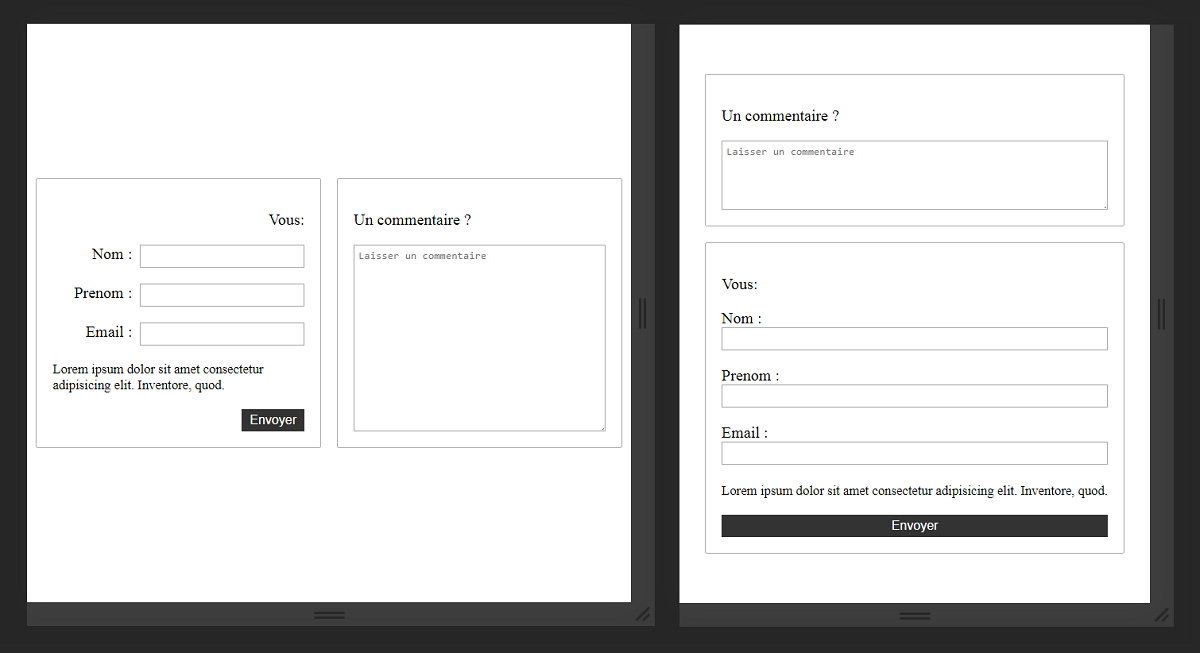 Vous:
Nom :
Prenom :
Email :
Lorem ipsum dolor sit amet consectetur
adipisicing elit. Inventore, quod.
Envoyer
Un commentaire ?
Laisser un commentaire
Un commentaire ?
Laisser un commentaire
Vous:
Nom :
Prenom :
Email :
Lorem ipsum dolor sit amet consectetur adipisicing elit. Inventore, quod.
Envoyer